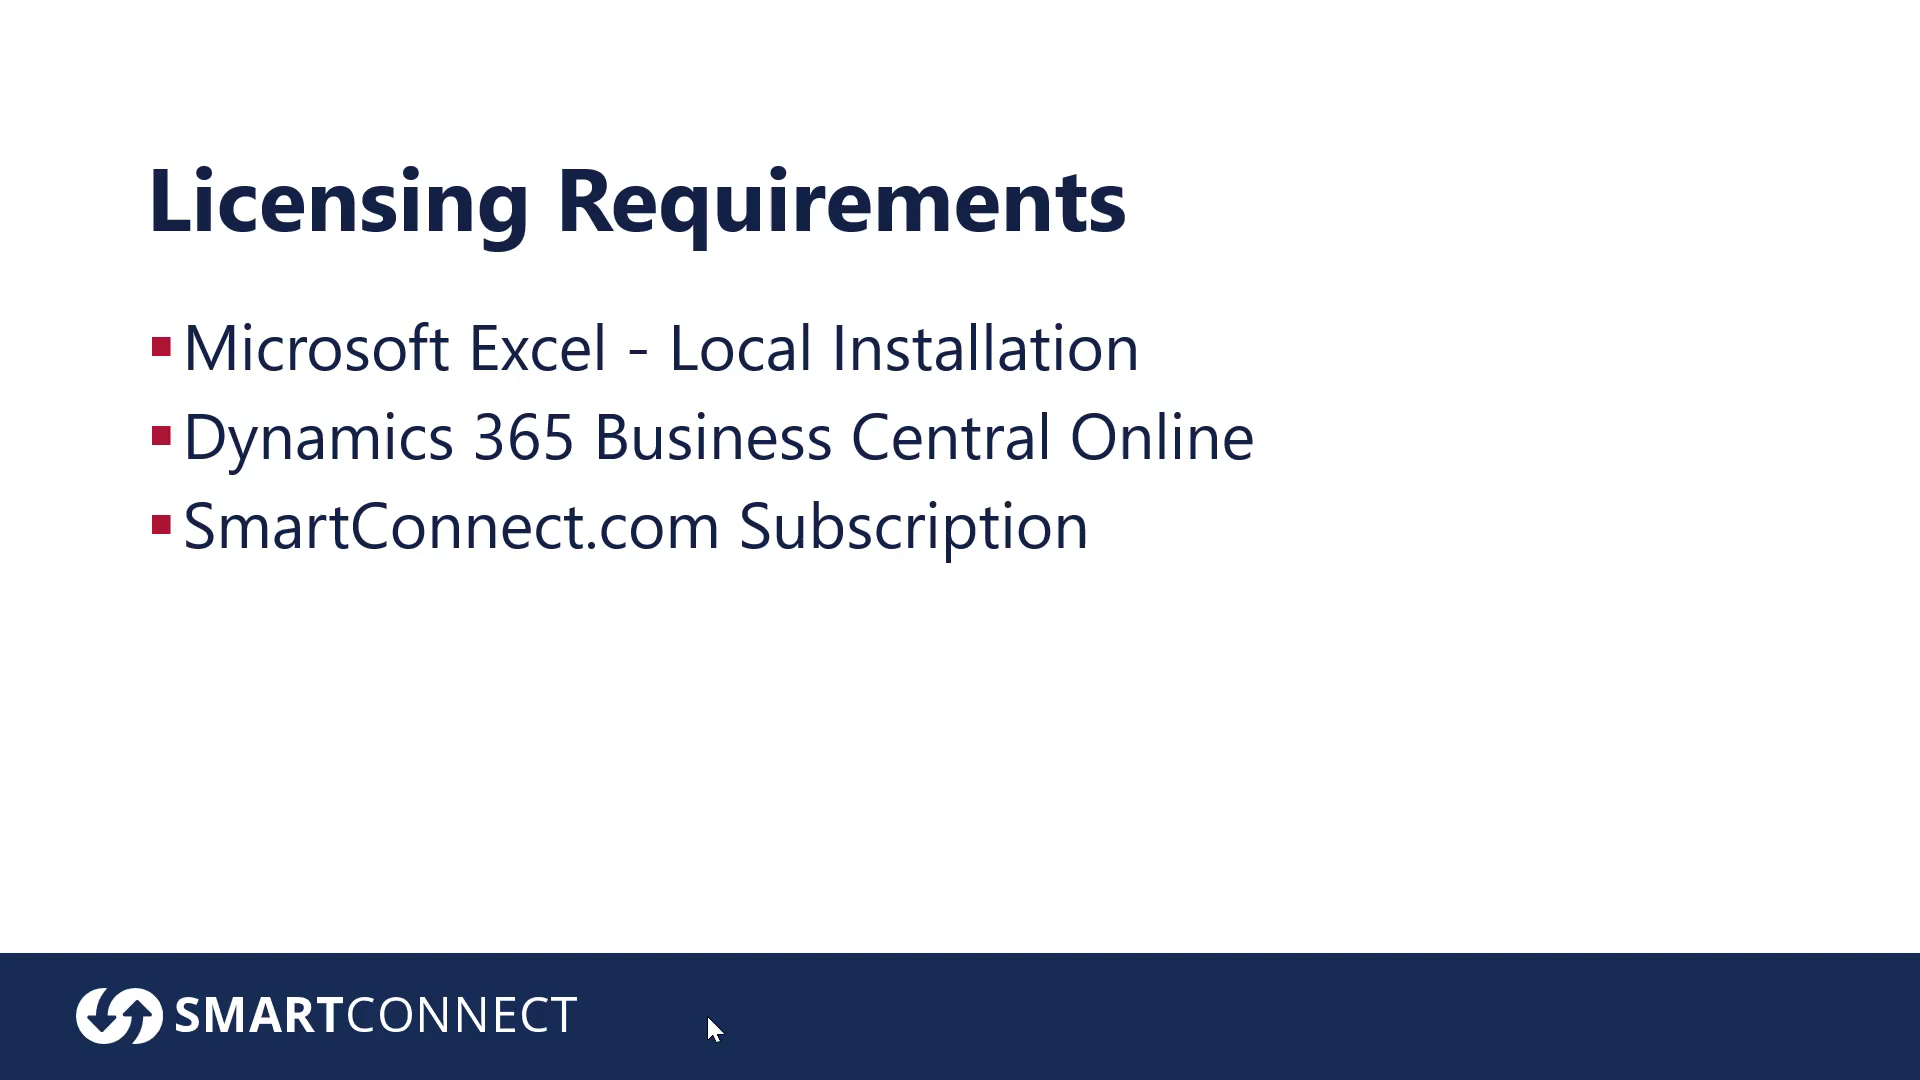 Licensing Requirements
Microsoft Excel - Local Installation
Dynamics 365 Business Central Online
SmartConnect.com Subscription
SMARTCONNECT